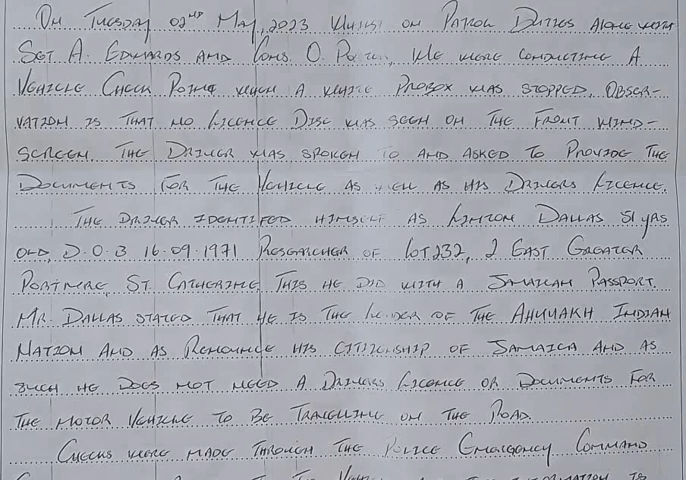 ON TUESDAY 02ND MAY, 2023 WHILST ON PATROL DUTIES ALONG WITH
SGT A. EDWARDS AND CONS O. WE WERE CONDUCTING A
VEHICLE CHECK POINT WHEN A WHITE PROBOX WAS STOPPED. OBSER-
VATION IS THAT NO LICENCE DISC WAS SEEN ON THE FRONT WIND-
SCREEN. THE DRIVER WAS SPOKEN TO AND ASKED TO PROVIDE THE
DOCUMENTS FOR THE VEHICLE AS WELL AS HIS DRIVERS LICENCE.
THE DRIVER IDENTIFED HIMSELF AS DALLAS 51 YRS
OLD, D.O.B 16.09.1971 RESEARCHER OF LOT 232, 2 EAST GREATER
PORTMORE, ST. CATHERINE, THIS HE DID WITH A JAMAICAN PASSPORT.
MR. DALLAS STATED THAT HE IS THE LEADER OF THE INDIAN
NATION AND AS RENOUNCE HIS CITIZENSHIP OF JAMAICA AND AS
SUCH HE DOES NOT NEED A DRIVERS LICENCE OR DOCUMENTS FOR
THE MOTOR VEHICLE TO BE TRAVELLING ON THE ROAD.
CHECKS WERE MADE THROUGH THE POLICE EMERGENCY COMMAND